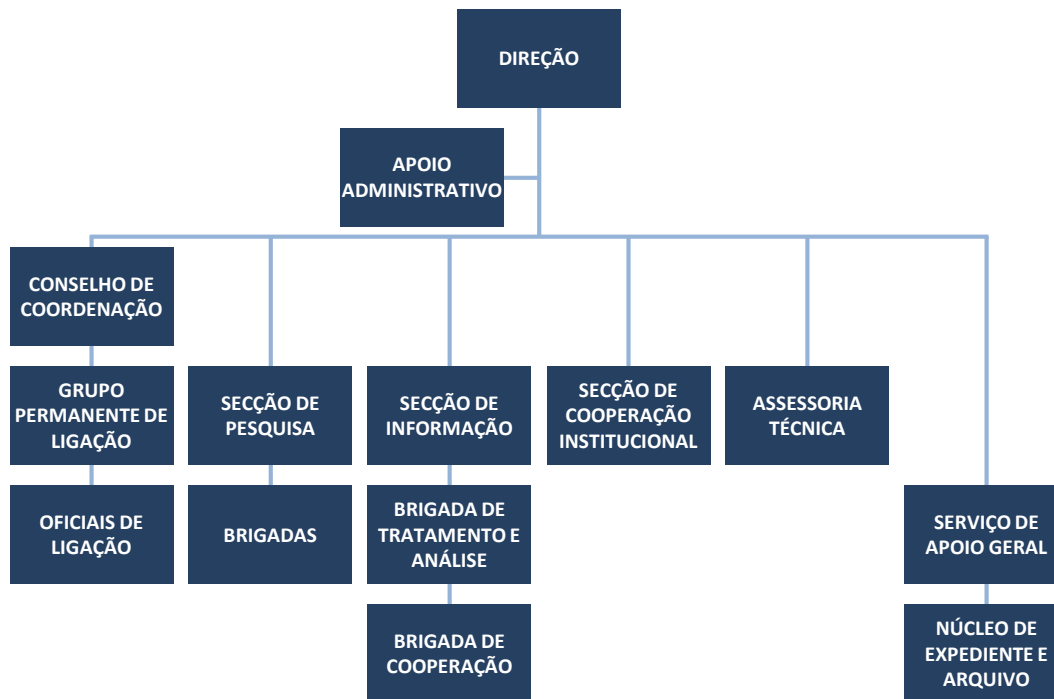 DIREÇÃO
APOIO
ADMINISTRATIVO
CONSELHO DE
COORDENAÇÃO
GRUPO
PERMANENTE DE
LIGAÇÃO
SECÇÃO DE
PESQUISA
SECÇÃO DE
INFORMAÇÃO
SECÇÃO DE
COOPERAÇÃO
INSTITUCIONAL
ASSESSORIA
TÉCNICA
OFICIAIS DE
LIGAÇÃO
BRIGADAS
BRIGADA DE
TRATAMENTO E
ANÁLISE
SERVIÇO DE
APOIO GERAL
BRIGADA DE
COOPERAÇÃO
NÚCLEO DE
EXPEDIENTE E
ARQUIVO